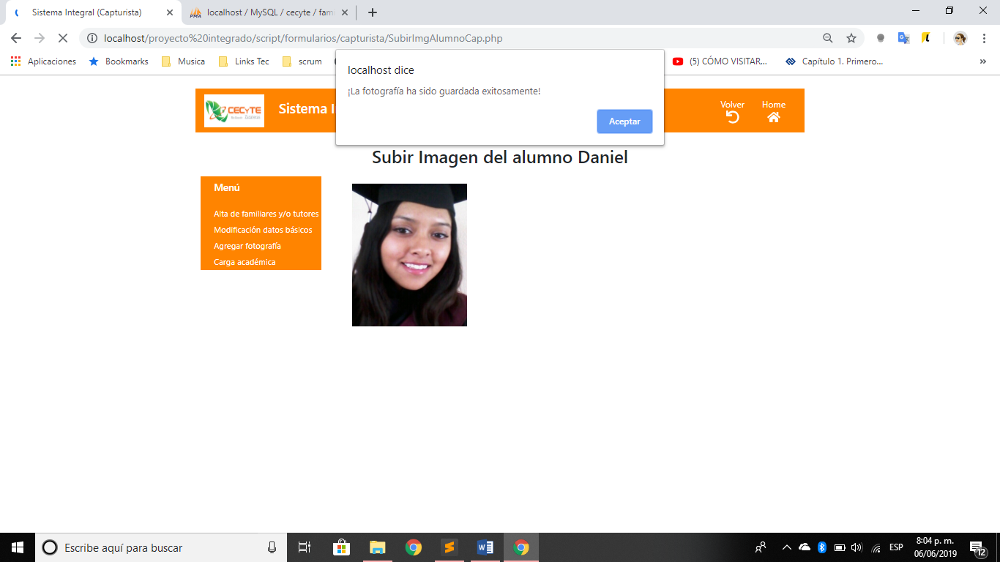 Sistema Integral (Capturista)
localhost / MySQL / cecyte / fami
localhost/proyecto%20integrado/script/formularios/capturista/SubirImgAlumnoCap.php
Aplicaciones
Bookmarks
Musica
Links Tec
scrum
(5) CÓMO VISITAR...
Capítulo 1. Primero...
»
localhost dice
¡La fotografía ha sido guardada exitosamente!
Aceptar
CECyTE
Sistema I
Volver
Home
Subir Imagen del alumno Daniel
Menú
Alta de familiares y/o tutores
Modificación datos básicos
Agregar fotografía
Carga académica
Escribe aquí para buscar
ESP
8:04 p. m.
06/06/2019
12